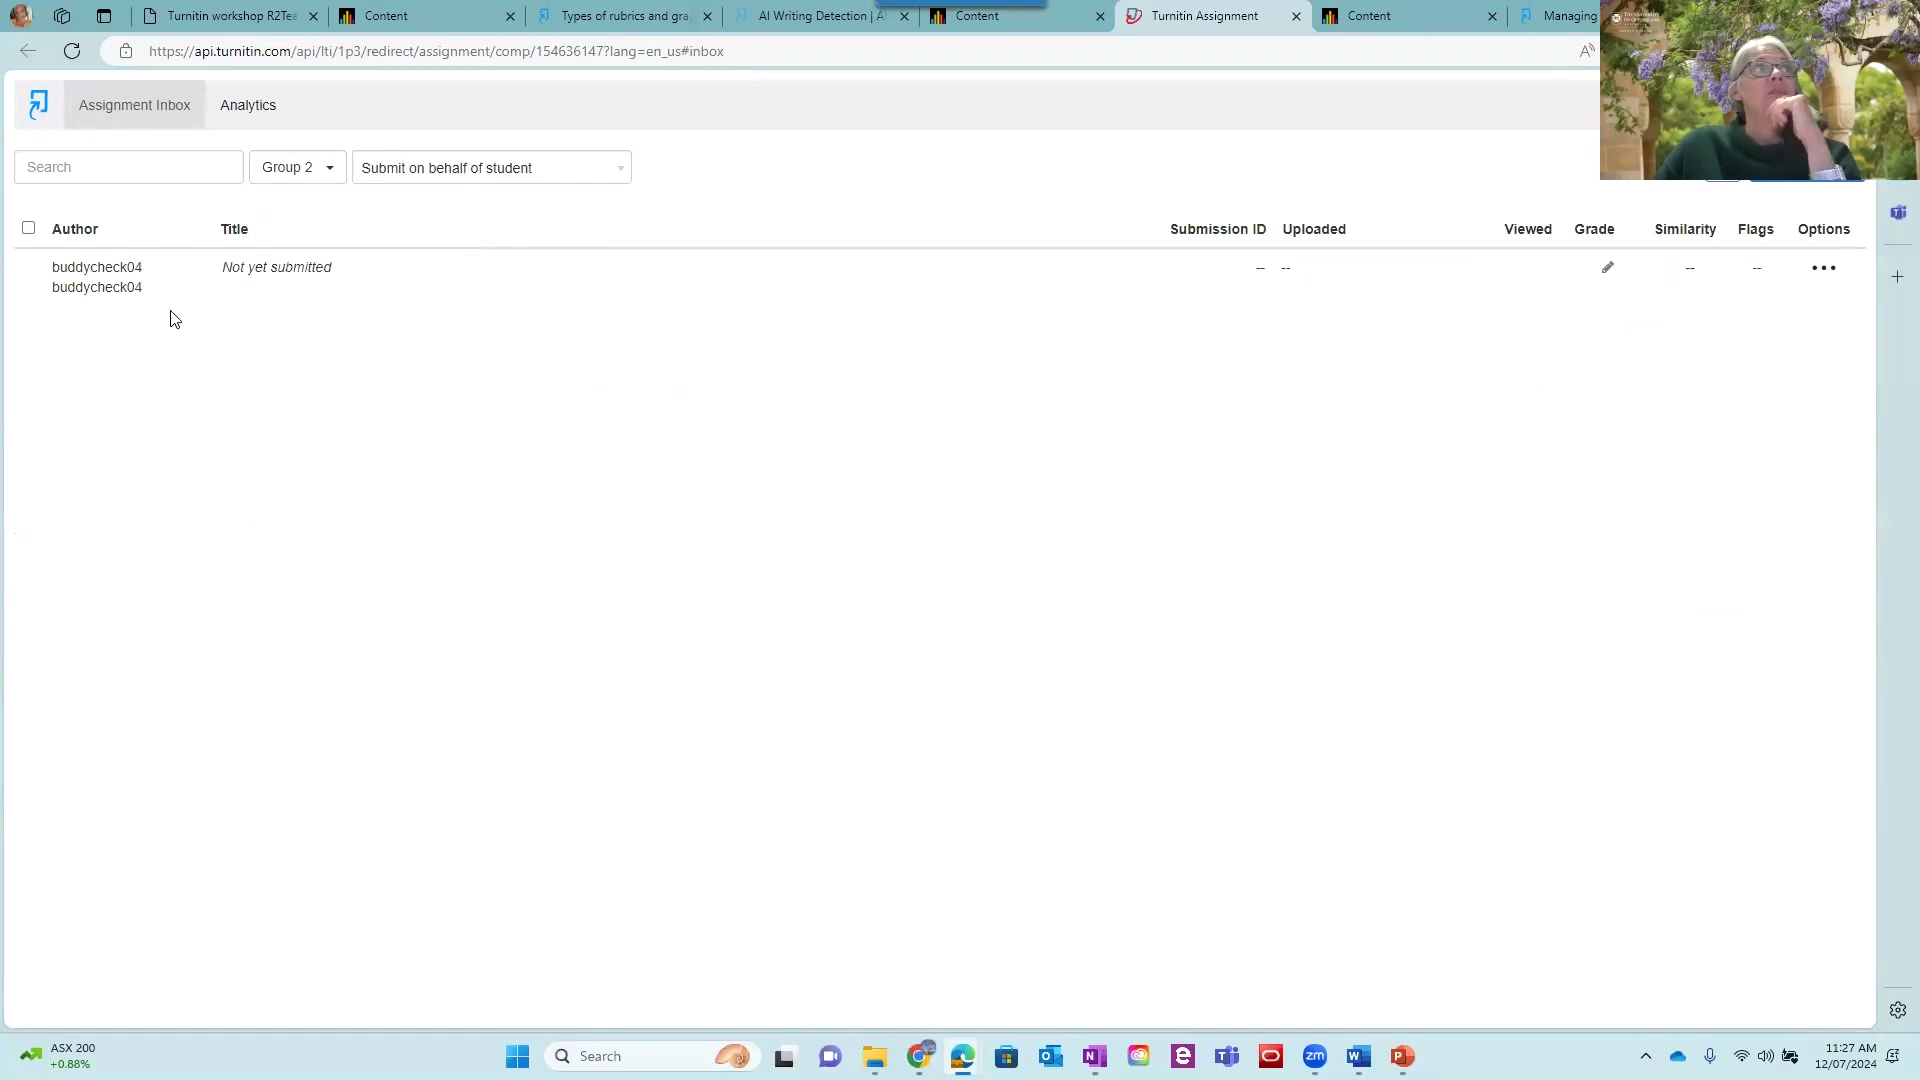 Turnitin workshop R2Tea
Content
Types of rubrics and gra
AI Writing Detection | A
Content
Turnitin Assignment
Content
Managing
https://api.turnitin.com/api/lti/1p3/redirect/assignment/comp/154636147?lang=en_us#inbox
Assignment Inbox
Analytics
Search
Group 2
Submit on behalf of student
Author
Title
Submission ID
Uploaded
Viewed
Grade
Similarity
Flags
Options
buddycheck04
buddycheck04
Not yet submitted
--
--
--
--
ASX 200
+0.88%
Search
11:27 AM
12/07/2024